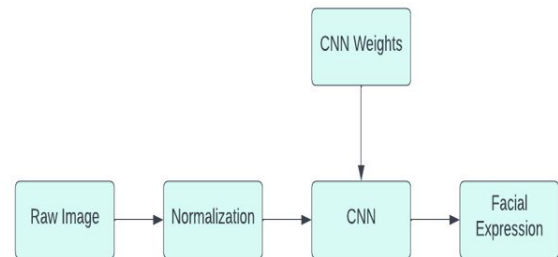 CNN Weights
Raw Image
Normalization
CNN
Facial
Expression